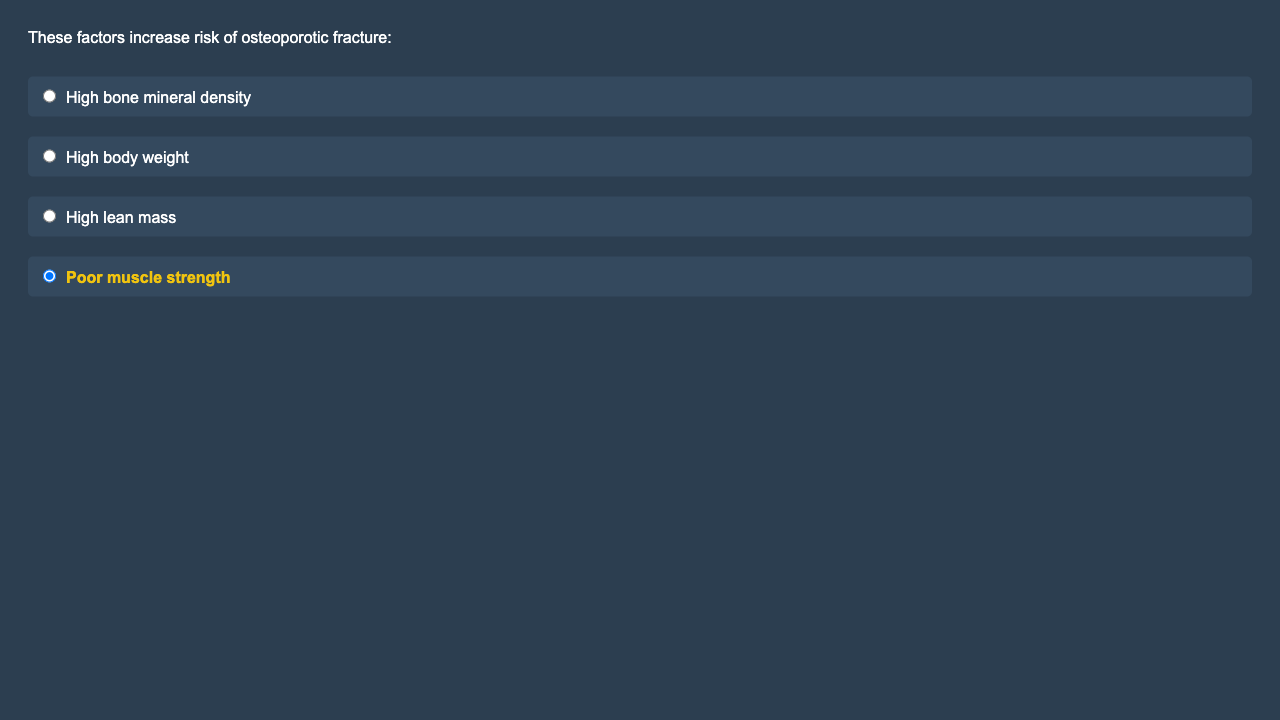 These factors increase risk of osteoporotic fracture:
High bone mineral density
High body weight
High lean mass
Poor muscle strength